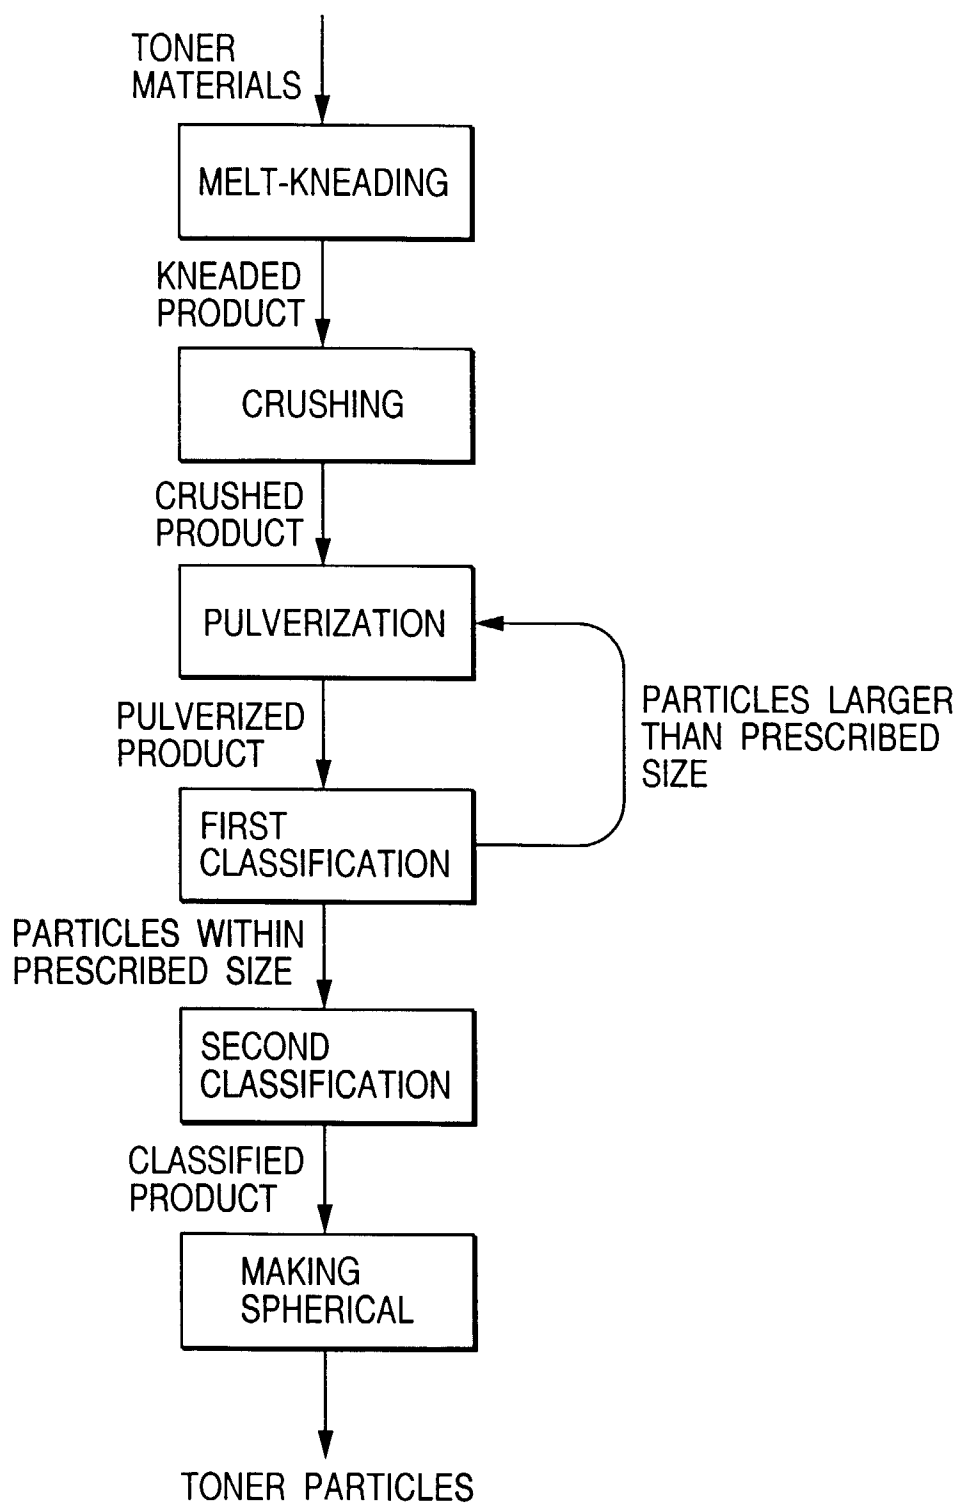 TONER
MATERIALS
MELT-KNEADING
KNEADED
PRODUCT
CRUSHING
CRUSHED
PRODUCT
PULVERIZATION
PULVERIZED
PRODUCT
PARTICLES LARGER
THAN PRESCRIBED
SIZE
FIRST
CLASSIFICATION
PARTICLES WITHIN
PRESCRIBED SIZE
SECOND
CLASSIFICATION
CLASSIFIED
PRODUCT
MAKING
SPHERICAL
TONER PARTICLES